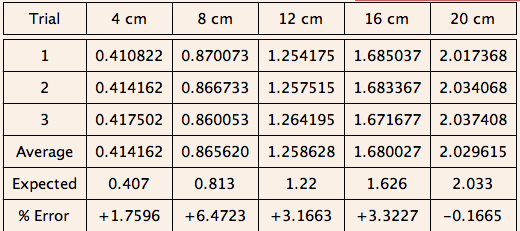 Trial 4 cm 8 cm 12 cm 16 cm 20 cm
1 0.410822 0.870073 1.254175 1.685037 2.017368
2 0.414162 0.866733 1.257515 1.683367 2.034068
3 0.417502 0.860053 1.264195 1.671677 2.037408
Average 0.414162 0.865620 1.258628 1.680027 2.029615
Expected 0.407 0.813 1.22 1.626 2.033
% Error +1.7596 +6.4723 +3.1663 +3.3227 −0.1665